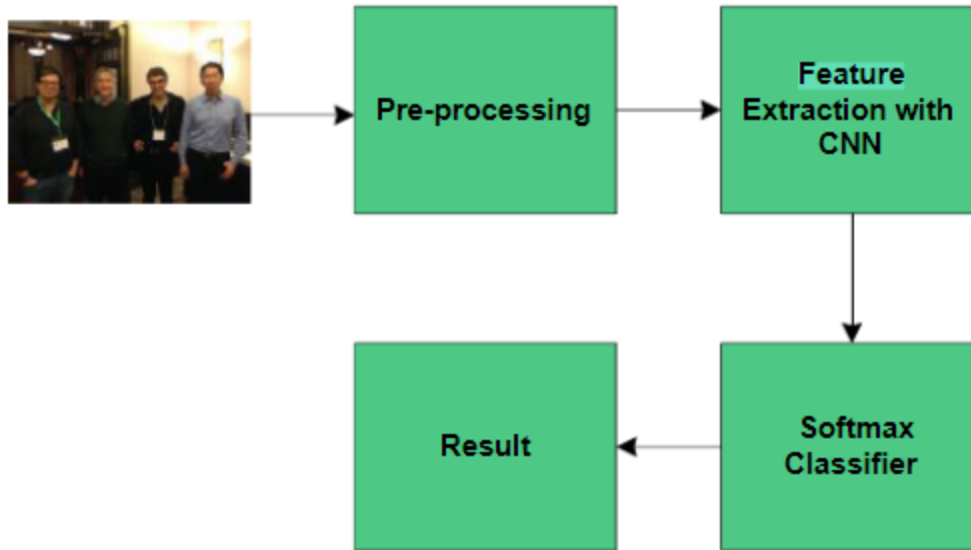 Pre-processing
Feature
Extraction with
CNN
Softmax
Classifier
Result